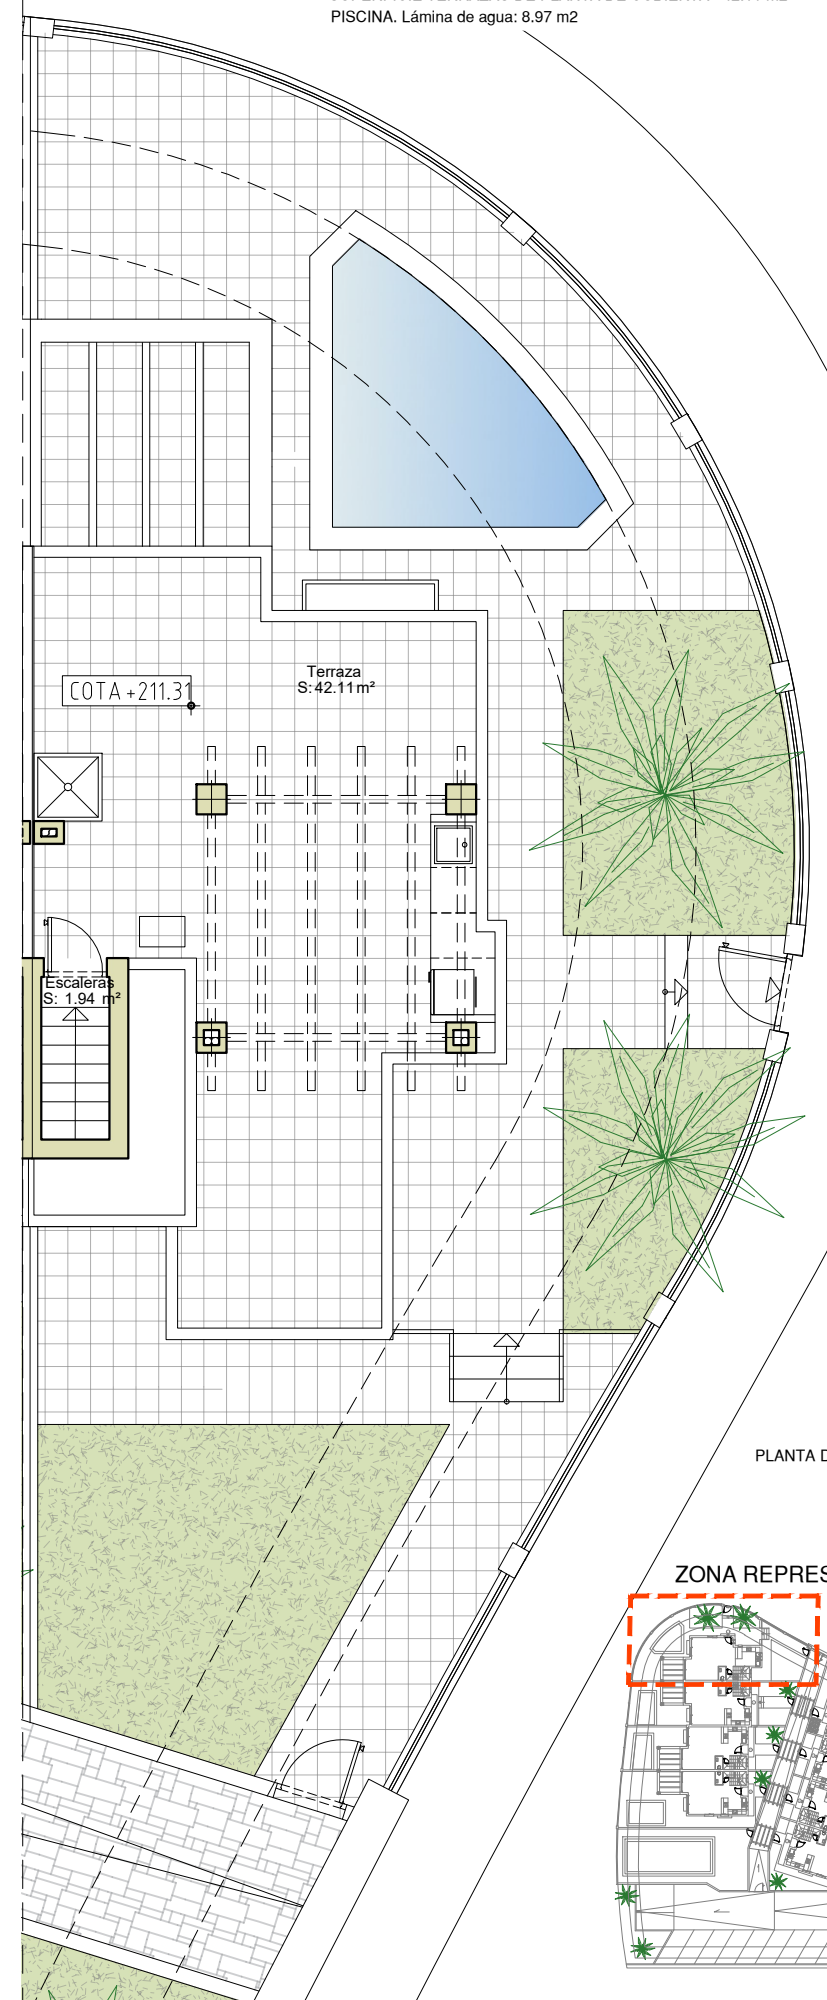 PISCINA. Lámina de agua: 8.97 m2
Terraza
S: 42.11 m²
COTA +211.31
Escaleras
S: 1.94 m²
PLANTA D
ZONA REPRES